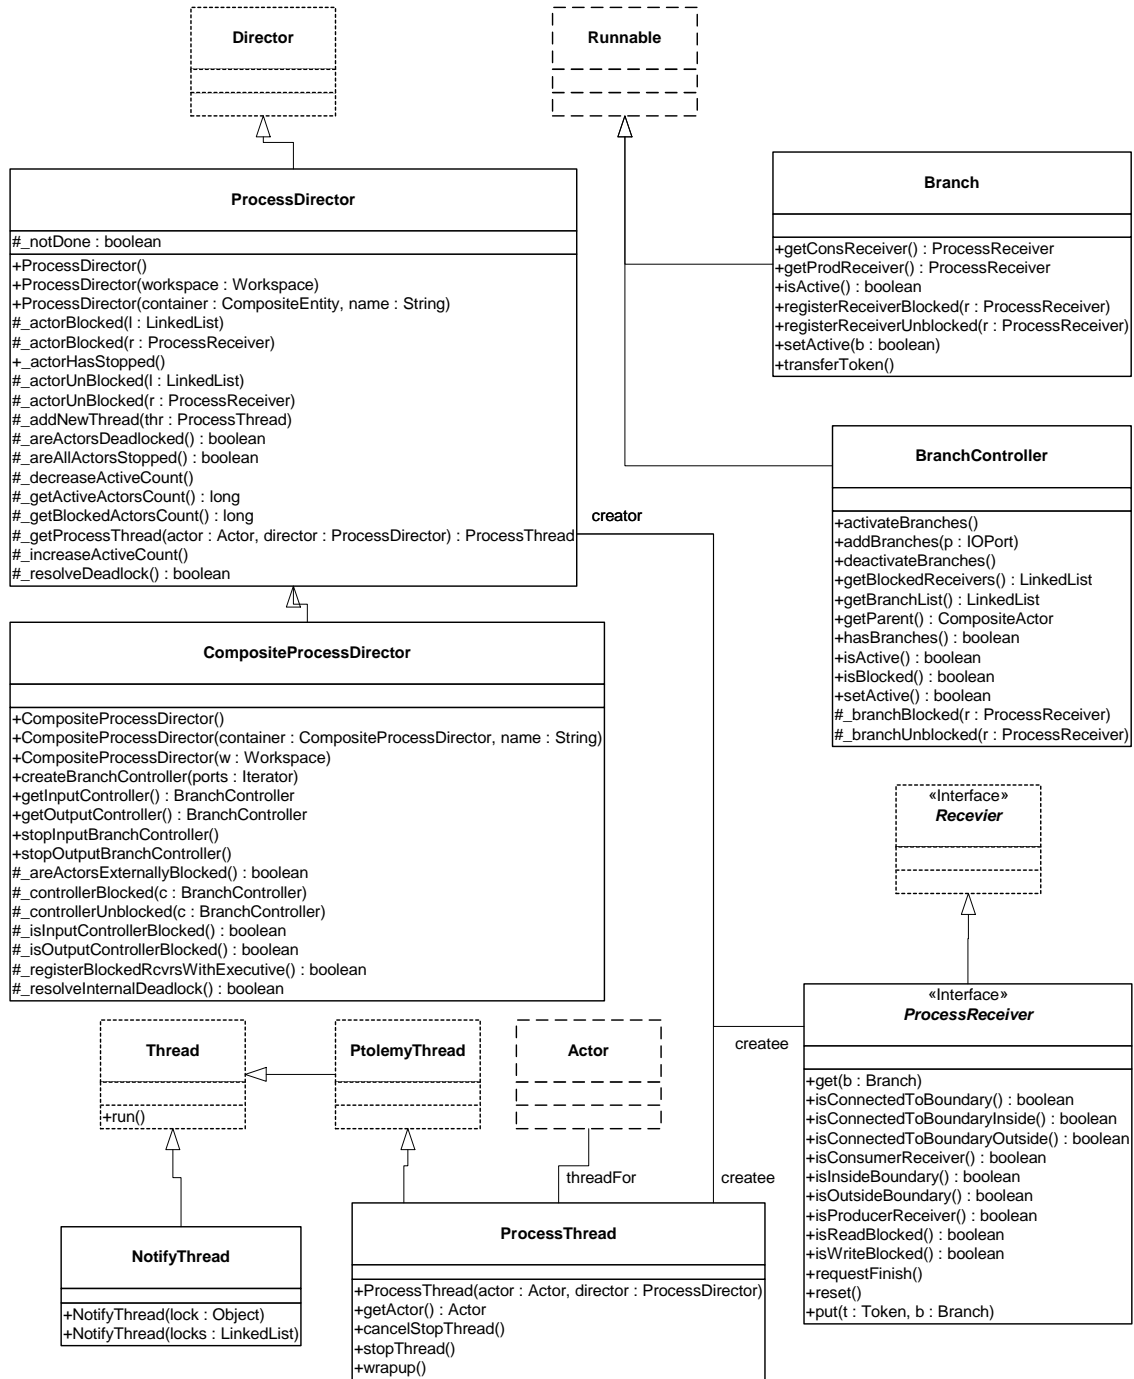 Director
Runnable
ProcessDirector
#_notDone : boolean
+ProcessDirector()
+ProcessDirector(workspace : Workspace)
+ProcessDirector(container : CompositeEntity, name : String)
#_actorBlocked(l : LinkedList)
#_actorBlocked(r : ProcessReceiver)
+_actorHasStopped()
#_actorUnBlocked(l : LinkedList)
#_actorUnBlocked(r : ProcessReceiver)
#_addNewThread(thr : ProcessThread)
#_areActorsDeadlocked() : boolean
#_areAllActorsStopped() : boolean
#_decreaseActiveCount()
#_getActiveActorsCount() : long
#_getBlockedActorsCount() : long
#_getProcessThread(actor : Actor, director : ProcessDirector) : ProcessThread
#_increaseActiveCount()
#_resolveDeadlock() : boolean
Branch
+getConsReceiver() : ProcessReceiver
+getProdReceiver() : ProcessReceiver
+isActive() : boolean
+registerReceiverBlocked(r : ProcessReceiver)
+registerReceiverUnblocked(r : ProcessReceiver)
+setActive(b : boolean)
+transferToken()
BranchController
+activateBranches()
+addBranches(p : IOPort)
+deactivateBranches()
+getBlockedReceivers() : LinkedList
+getBranchList() : LinkedList
+getParent() : CompositeActor
+hasBranches() : boolean
+isActive() : boolean
+isBlocked() : boolean
+setActive() : boolean
#_branchBlocked(r : ProcessReceiver)
#_branchUnblocked(r : ProcessReceiver)
creator
CompositeProcessDirector
+CompositeProcessDirector()
+CompositeProcessDirector(container : CompositeProcessDirector, name : String)
+CompositeProcessDirector(w : Workspace)
+createBranchController(ports : Iterator)
+getInputController() : BranchController
+getOutputController() : BranchController
+stopInputBranchController()
+stopOutputBranchController()
#_areActorsExternallyBlocked() : boolean
#_controllerBlocked(c : BranchController)
#_controllerUnblocked(c : BranchController)
#_isInputControllerBlocked() : boolean
#_isOutputControllerBlocked() : boolean
#_registerBlockedRcvrsWithExecutive() : boolean
#_resolveInternalDeadlock() : boolean
«Interface»
Recevier
«Interface»
ProcessReceiver
+get(b : Branch)
+isConnectedToBoundary() : boolean
+isConnectedToBoundaryInside() : boolean
+isConnectedToBoundaryOutside() : boolean
+isConsumerReceiver() : boolean
+isInsideBoundary() : boolean
+isOutsideBoundary() : boolean
+isProducerReceiver() : boolean
+isReadBlocked() : boolean
+isWriteBlocked() : boolean
+requestFinish()
+reset()
+put(t : Token, b : Branch)
createe
Thread
+run()
PtolemyThread
Actor
threadFor
createe
NotifyThread
+NotifyThread(lock : Object)
+NotifyThread(locks : LinkedList)
ProcessThread
+ProcessThread(actor : Actor, director : ProcessDirector)
+getActor() : Actor
+cancelStopThread()
+stopThread()
+wrapup()